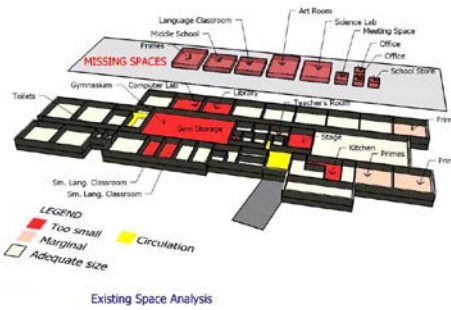 Art Room
Language Classroom
Science Lab
Middle School
Meeting Space
Primes
Office
Office
MISSING SPACES
School Store
Gymnasium
Computer Lab
Library
Toilets
Teacher's Room
Prim
Gym Storage
Stage
Kitchen
Primes
Prim
Sm. Lang. Classroom
Sm. Lang. Classroom
LEGEND
Too small
Circulation
Marginal
Adequate size
Existing Space Analysis